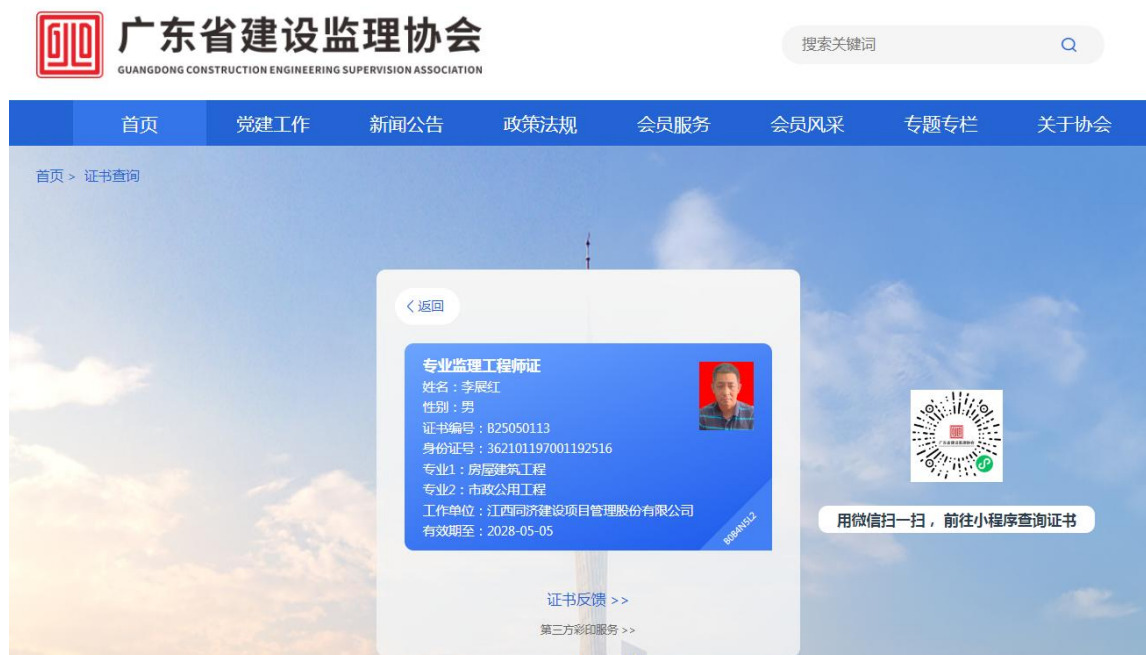 广东省建设监理协会
GUANGDONG CONSTRUCTION ENGINEERING SUPERVISION ASSOCIATION
搜索关键词
首页 党建工作 新闻公告 政策法规 会员服务 会员风采 专题专栏 关于协会
首页 > 证书查询
返回
专业监理工程师证
姓名：李展红
性别：男
证书编号：B25050113
身份证号：362101197001192516
专业1：房屋建筑工程
专业2：市政公用工程
工作单位：江西同济建设项目管理股份有限公司
有效期至：2028-05-05
B0B4N5L2
用微信扫一扫，前往小程序查询证书
证书反馈 >>
第三方彩印服务 >>